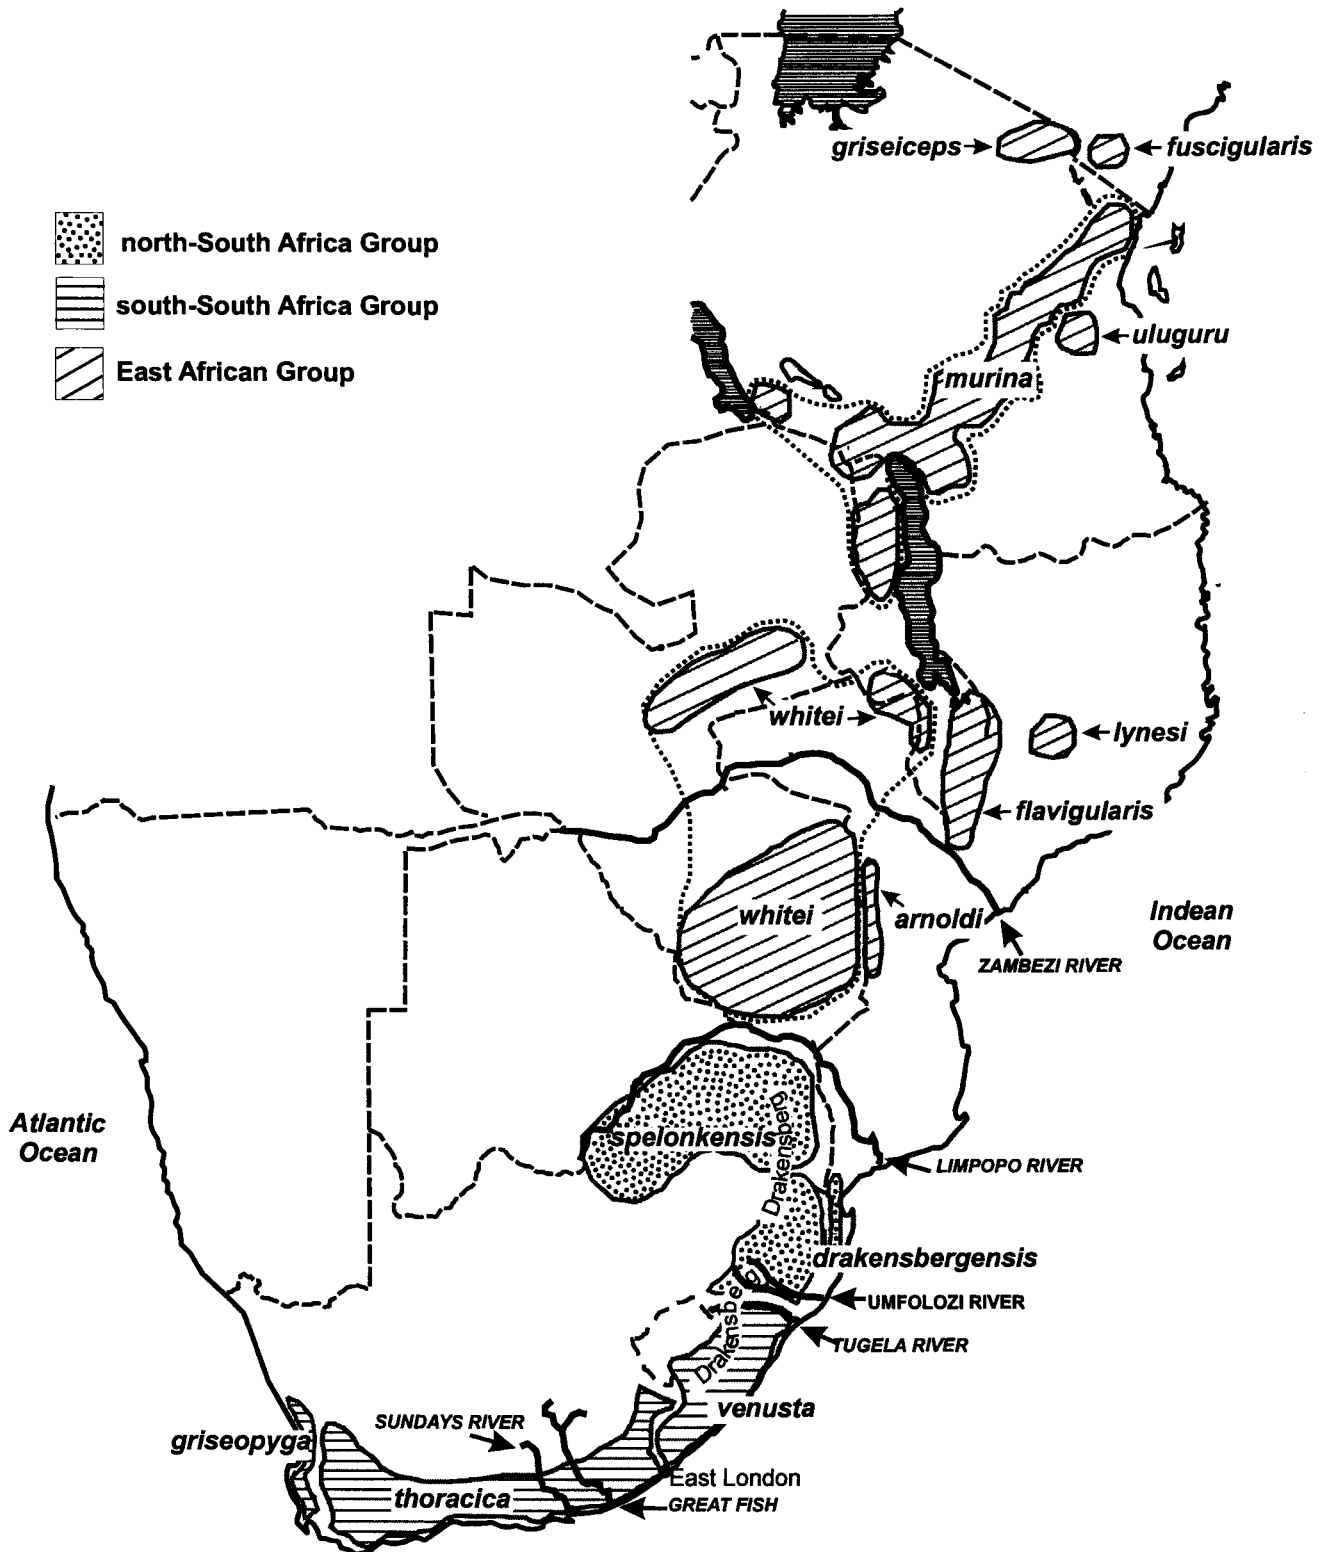 griseiceps
fuscigularis
north-South Africa Group
south-South Africa Group
East African Group
uluguru
murina
whitei
lynesi
flavigularis
whitei
arnoldi
Indean
Ocean
ZAMBEZI RIVER
Atlantic
Ocean
spelonkensis
Drakensberg
LIMPOPO RIVER
drakensbergensis
UMFOLOZI RIVER
Drakensberg
TUGELA RIVER
venusta
SUNDAYS RIVER
griseopyga
East London
thoracica
GREAT FISH